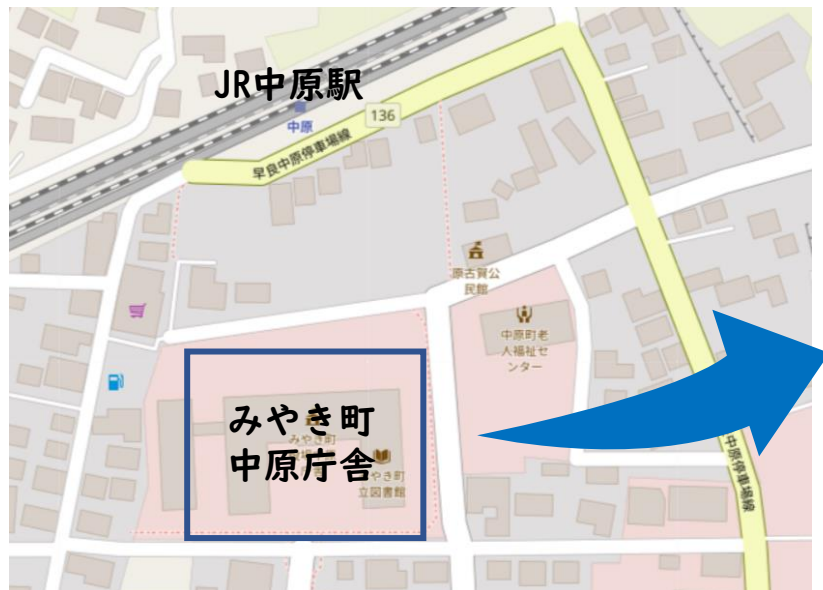 JR中原駅
中原
136
早良中原停車場線
原古賀公
民館
中原町老
人福祉セ
ンター
みやき町
中原庁舎
みやき町
やき町
立図書館
中原停車場線